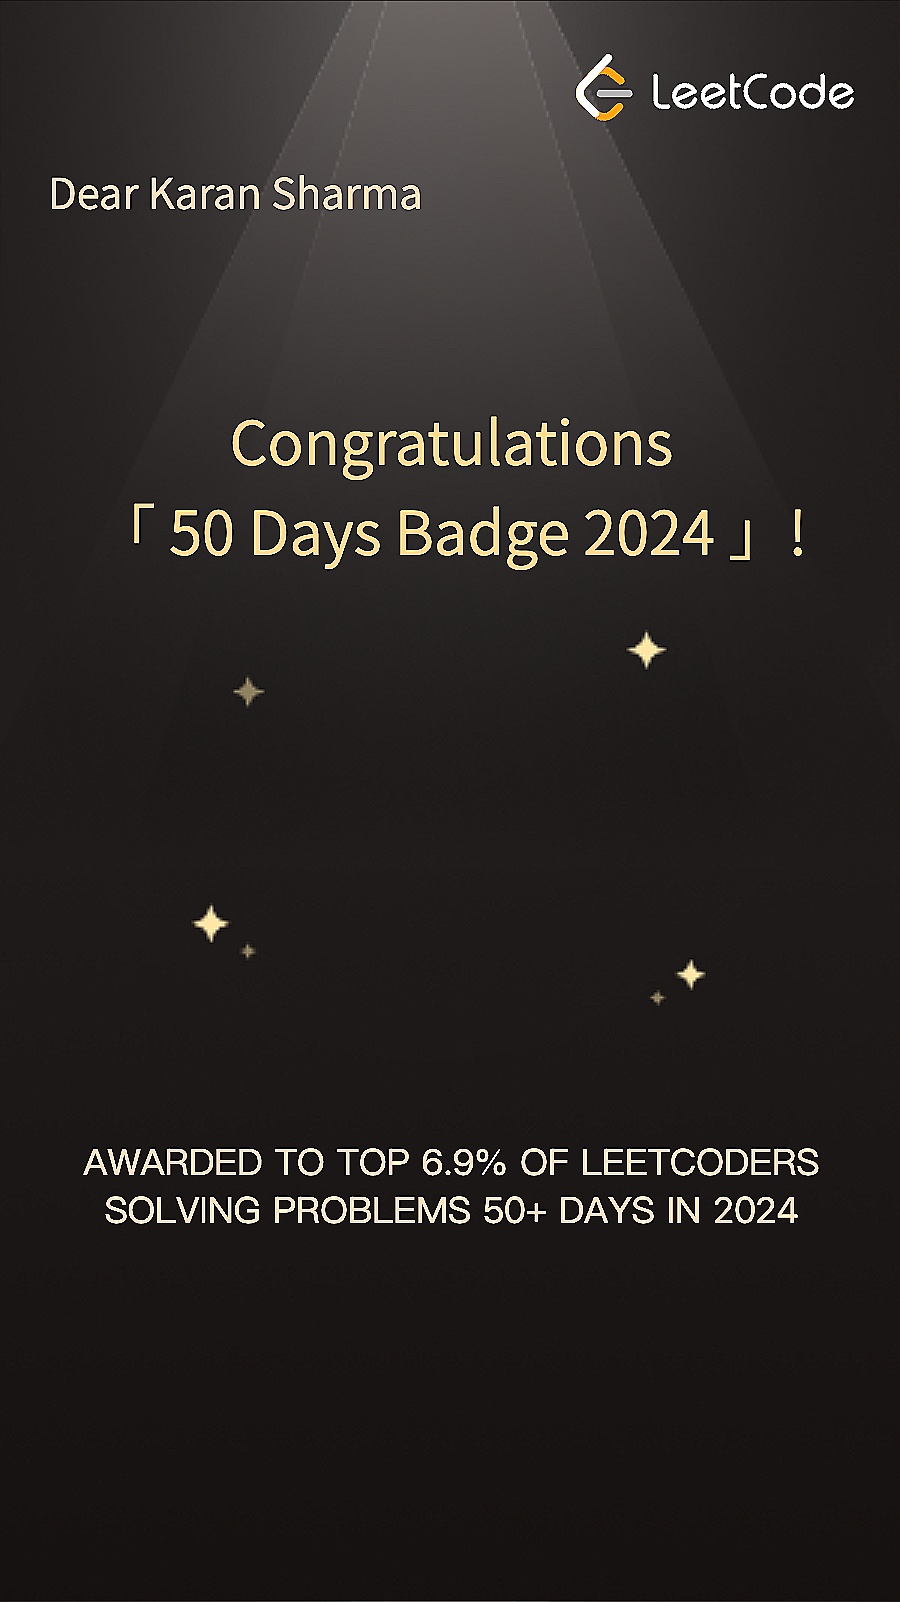 LeetCode
Dear Karan Sharma
Congratulations
「 50 Days Badge 2024 」 !
AWARDED TO TOP 6.9% OF LEETCODERS
SOLVING PROBLEMS 50+ DAYS IN 2024